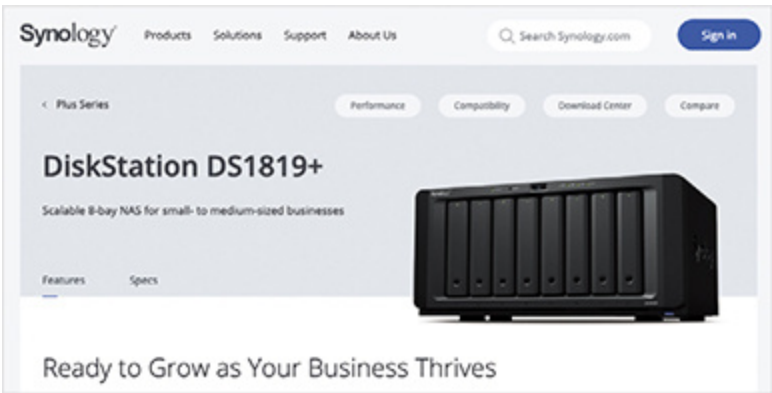 Synology
Products Solutions Support About Us
Search Synology.com
Sign in
< Plus Series
Performance Compatibility Download Center Compare
DiskStation DS1819+
Scalable 8-bay NAS for small- to medium-sized businesses
Features Specs
Ready to Grow as Your Business Thrives